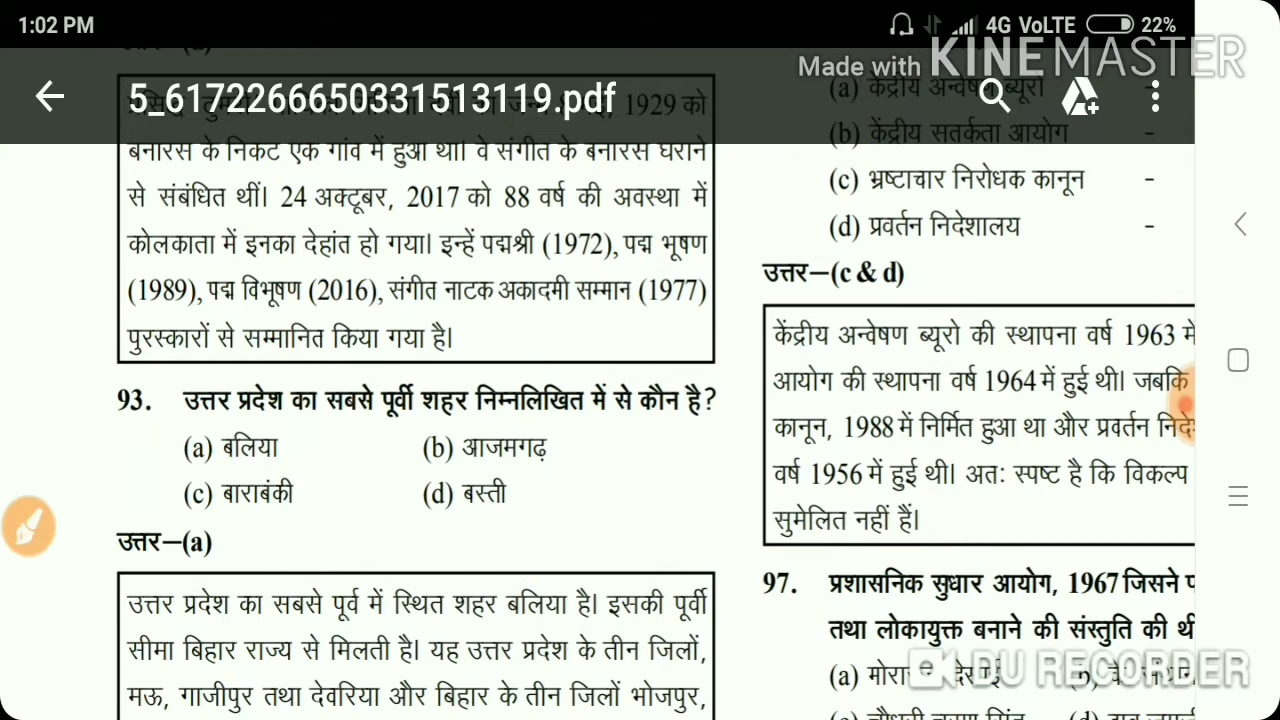 1:02 PM
4G VoLTE 22%
Made with KINEMASTER
5_6172266650331513119.pdf
1929 को
बनारस के निकट एक गांव में हुआ था। वे संगीत के बनारस घराने
से संबंधित थीं। 24 अक्टूबर, 2017 को 88 वर्ष की अवस्था में
कोलकाता में इनका देहांत हो गया। इन्हें पद्मश्री (1972), पद्म भूषण
(1989), पद्म विभूषण (2016), संगीत नाटक अकादमी सम्मान (1977)
पुरस्कारों से सम्मानित किया गया है।
93. उत्तर प्रदेश का सबसे पूर्वी शहर निम्नलिखित में से कौन है?
(a) बलिया (b) आजमगढ़
(c) बाराबंकी (d) बस्ती
उत्तर—(a)
उत्तर प्रदेश का सबसे पूर्व में स्थित शहर बलिया है। इसकी पूर्वी
सीमा बिहार राज्य से मिलती है। यह उत्तर प्रदेश के तीन जिलों,
मऊ, गाजीपुर तथा देवरिया और बिहार के तीन जिलों भोजपुर,
(a) केंद्रीय अन्वेषण ब्यूरो -
(b) केंद्रीय सतर्कता आयोग -
(c) भ्रष्टाचार निरोधक कानून -
(d) प्रवर्तन निदेशालय -
उत्तर—(c & d)
केंद्रीय अन्वेषण ब्यूरो की स्थापना वर्ष 1963 में
आयोग की स्थापना वर्ष 1964 में हुई थी। जबकि
कानून, 1988 में निर्मित हुआ था और प्रवर्तन
वर्ष 1956 में हुई थी। अतः स्पष्ट है कि विकल्प
सुमेलित नहीं हैं।
97. प्रशासनिक सुधार आयोग, 1967 जिसने
तथा लोकायुक्त बनाने की संस्तुति की थी
(a) (b)
DU RECORDER